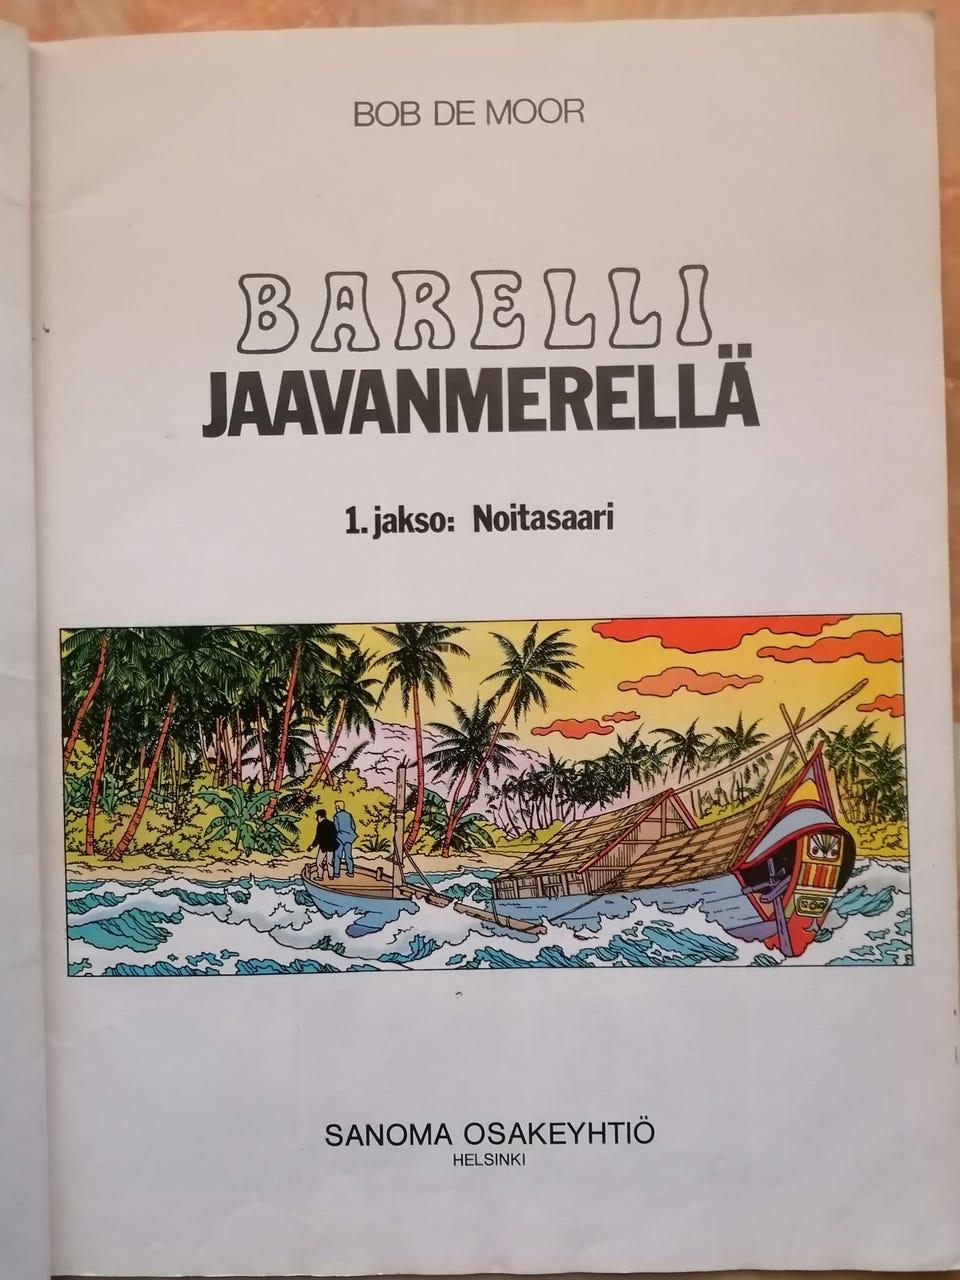 BOB DE MOOR
BARELLI
JAAVANMERELLÄ
1. jakso: Noitasaari
SANOMA OSAKEYHTIÖ
HELSINKI